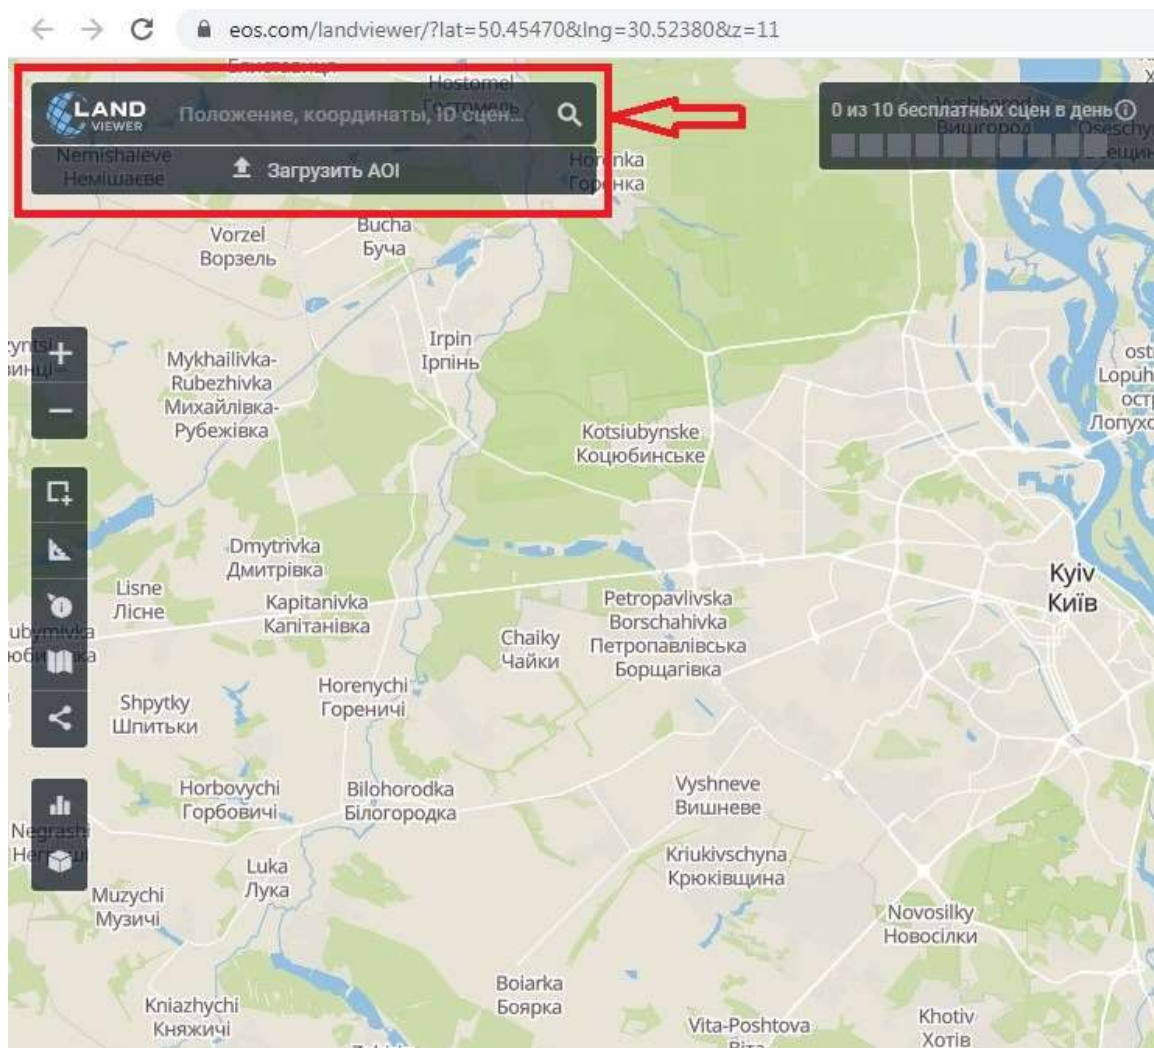 eos.com/landviewer/?lat=50.45470&lng=30.52380&z=11
Hostomel
Гостомель
LAND
VIEWER
Положение, координаты, ID сцен...
Загрузить AOI
0 из 10 бесплатных сцен в день
Вишгород
Nemishaieve
Немішаєве
Horenka
Горенка
Vorzel
Ворзель
Bucha
Буча
Irpin
Ірпінь
Mykhailivka-
Rubezhivka
Михайлівка-
Рубежівка
Kotsiubynske
Коцюбинське
Dmytrivka
Дмитрівка
Lisne
Лісне
Kapitanivka
Капітанівка
Chaiky
Чайки
Petropavlivska
Borschahivka
Петропавлівська
Борщагівка
Kyiv
Київ
Horenychi
Гореничі
Shpytky
Шпитьки
Horbovychi
Горбовичі
Bilohorodka
Білогородка
Vyshneve
Вишневе
Negrashi
Kriukivschyna
Крюківщина
Luka
Лука
Muzychi
Музичі
Novosilky
Новосілки
Boiarka
Боярка
Kniazhychi
Княжичі
Vita-Poshtova
Khotiv
Хотів